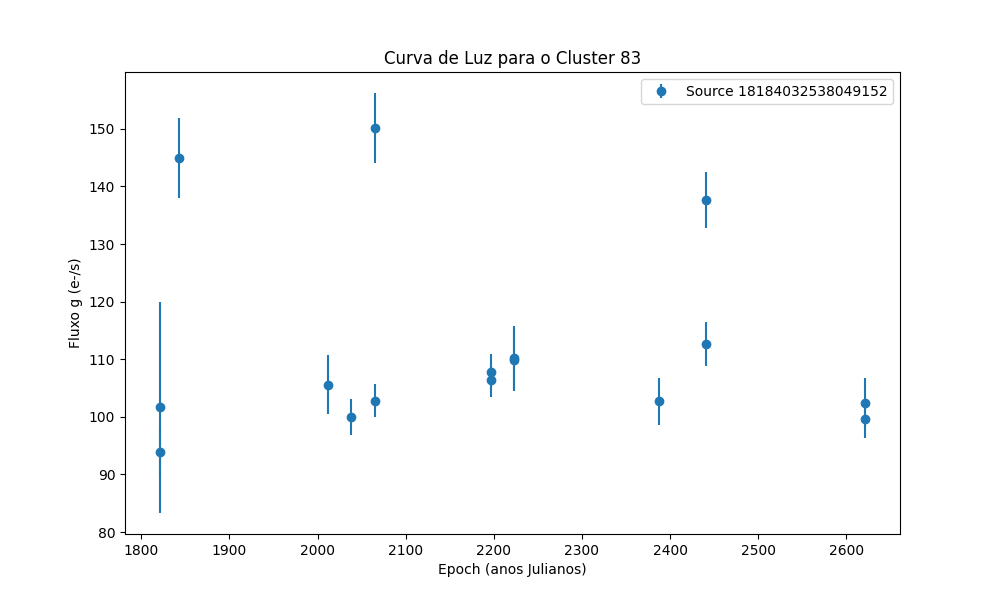 Curva de Luz para o Cluster 83
Source 18184032538049152
Fluxo g (e-/s)
150
140
130
120
110
100
90
80
1800 1900 2000 2100 2200 2300 2400 2500 2600
Epoch (anos Julianos)